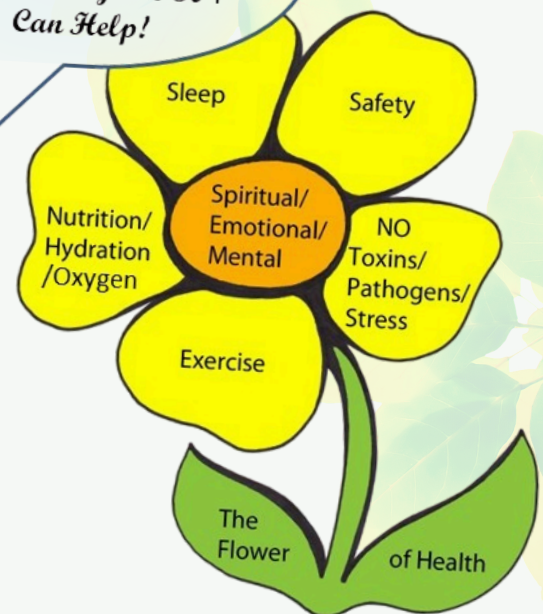 Can Help!
Sleep
Safety
Spiritual/
Emotional/
Mental
Nutrition/
Hydration
/Oxygen
NO
Toxins/
Pathogens/
Stress
Exercise
The
Flower
of Health